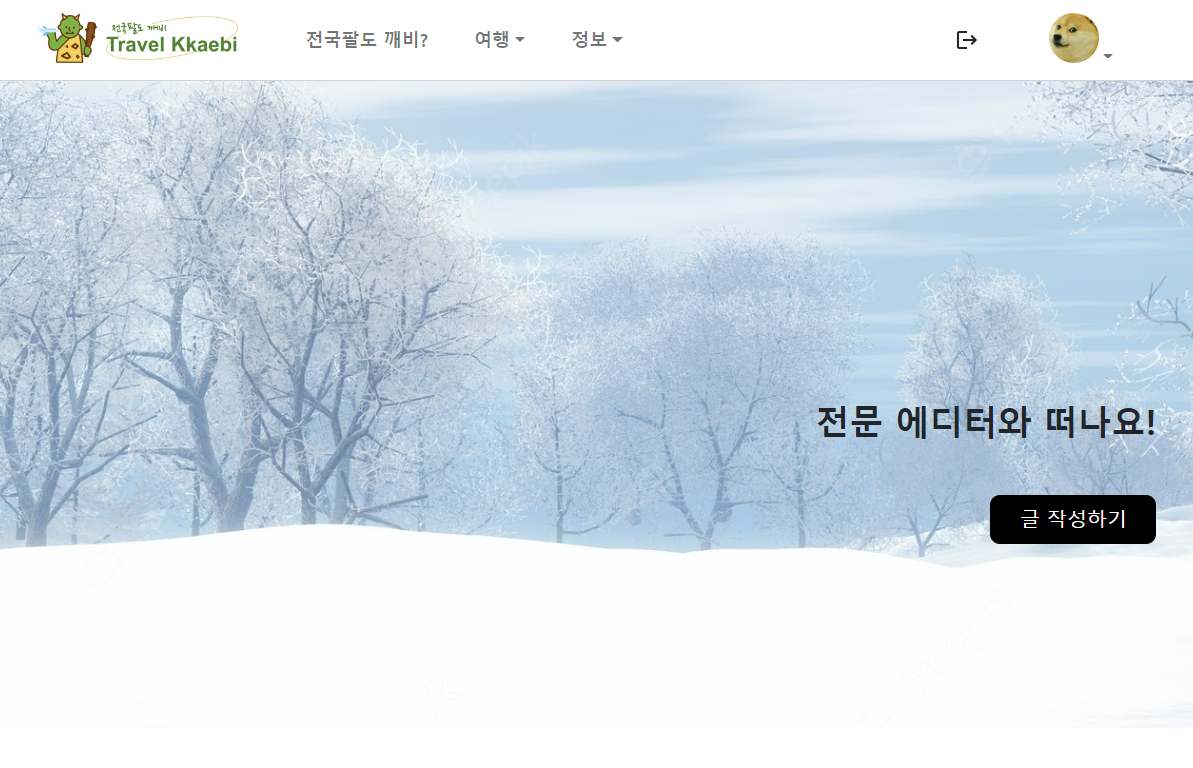 전국팔도 깨비
Travel Kkaebi
전국팔도 깨비?
여행
정보
전문 에디터와 떠나요!
글 작성하기